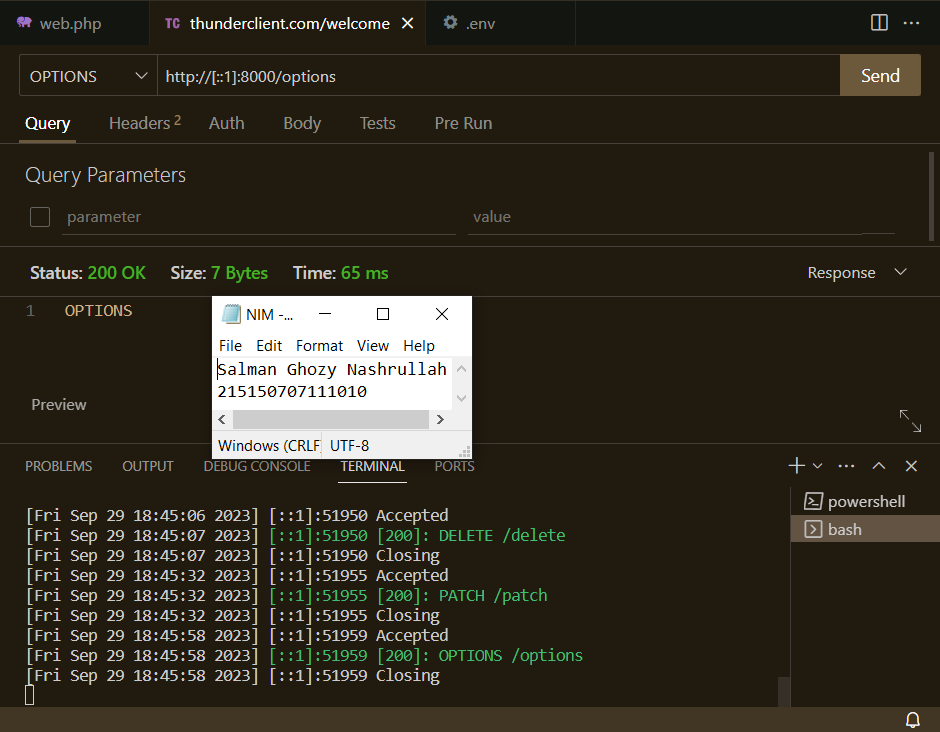 web.php TC thunderclient.com/welcome .env
OPTIONS http://[::1]:8000/options Send
Query Headers 2 Auth Body Tests Pre Run
Query Parameters
parameter value
Status: 200 OK Size: 7 Bytes Time: 65 ms Response
1 OPTIONS
NIM -...
File Edit Format View Help
Salman Ghozy Nashrullah
215150707111010
Windows (CRLF UTF-8
Preview
PROBLEMS OUTPUT DEBUG CONSOLE TERMINAL PORTS
[Fri Sep 29 18:45:06 2023] [::1]:51950 Accepted
[Fri Sep 29 18:45:07 2023] [::1]:51950 [200]: DELETE /delete
[Fri Sep 29 18:45:07 2023] [::1]:51950 Closing
[Fri Sep 29 18:45:32 2023] [::1]:51955 Accepted
[Fri Sep 29 18:45:32 2023] [::1]:51955 [200]: PATCH /patch
[Fri Sep 29 18:45:32 2023] [::1]:51955 Closing
[Fri Sep 29 18:45:58 2023] [::1]:51959 Accepted
[Fri Sep 29 18:45:58 2023] [::1]:51959 [200]: OPTIONS /options
[Fri Sep 29 18:45:58 2023] [::1]:51959 Closing
powershell
bash